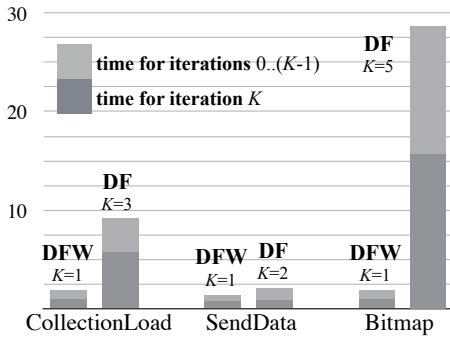 30
DF
K=5
time for iterations 0..(K-1)
time for iteration K
20
DF
K=3
10
DFW
K=1
DFW
K=1
DF
K=2
DFW
K=1
CollectionLoad SendData Bitmap